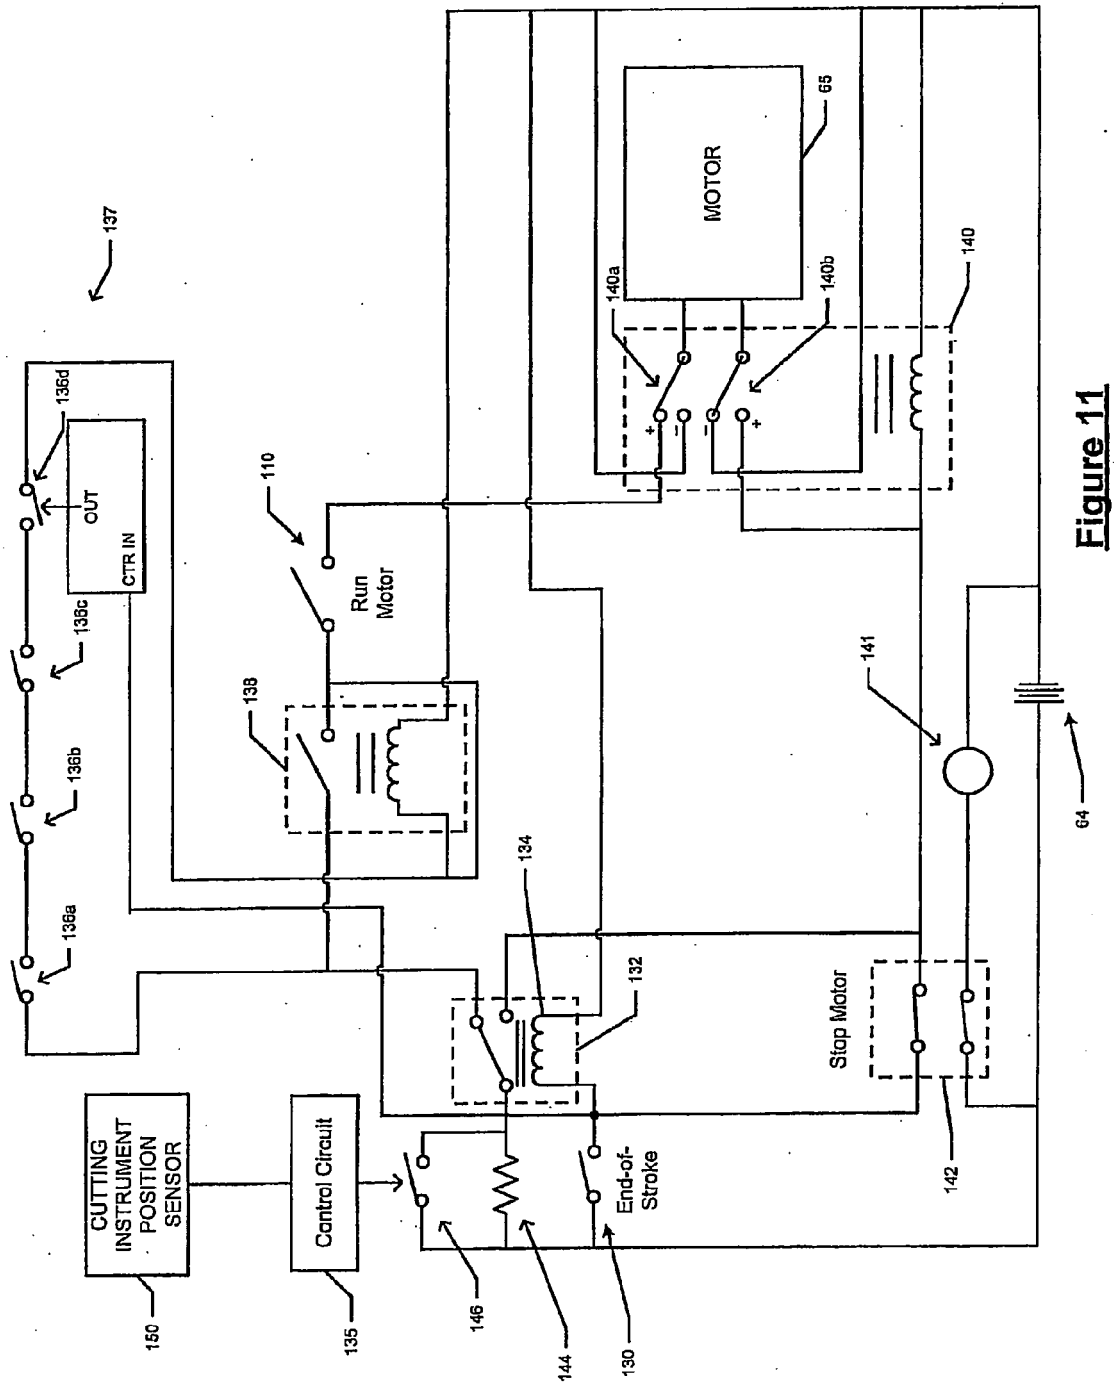 137
136d
OUT
CTR IN
136c
136b
136a
CUTTING
INSTRUMENT
POSITION
SENSOR
150
Control Circuit
135
110
Run
Motor
138
MOTOR
65
140a
140b
+
-
-
+
140
134
132
146
144
End-of-
Stroke
130
Stop Motor
142
141
64
Figure 11